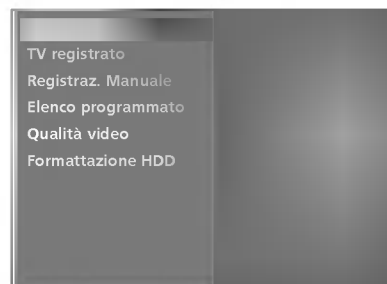 TV registrato
Registraz. Manuale
Elenco programmato
Qualità video
Formattazione HDD